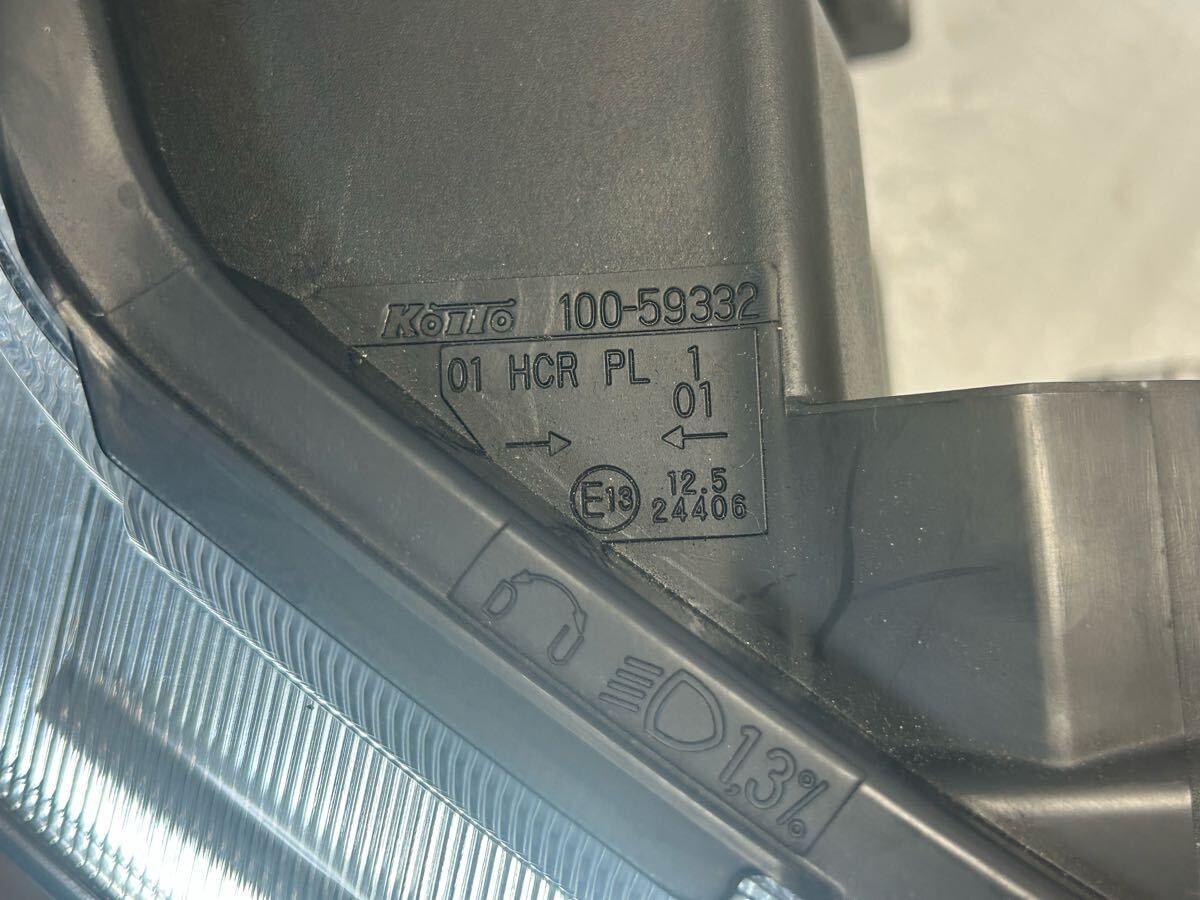 KOITO 100-59332
01 HCR PL 1
01
E13 12.5
24406
D U
1,3%